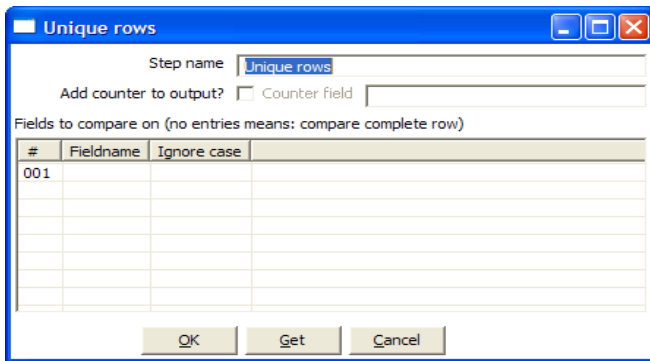 Unique rows
Step name Unique rows
Add counter to output? Counter field
Fields to compare on (no entries means: compare complete row)
# Fieldname Ignore case
001
OK Get Cancel